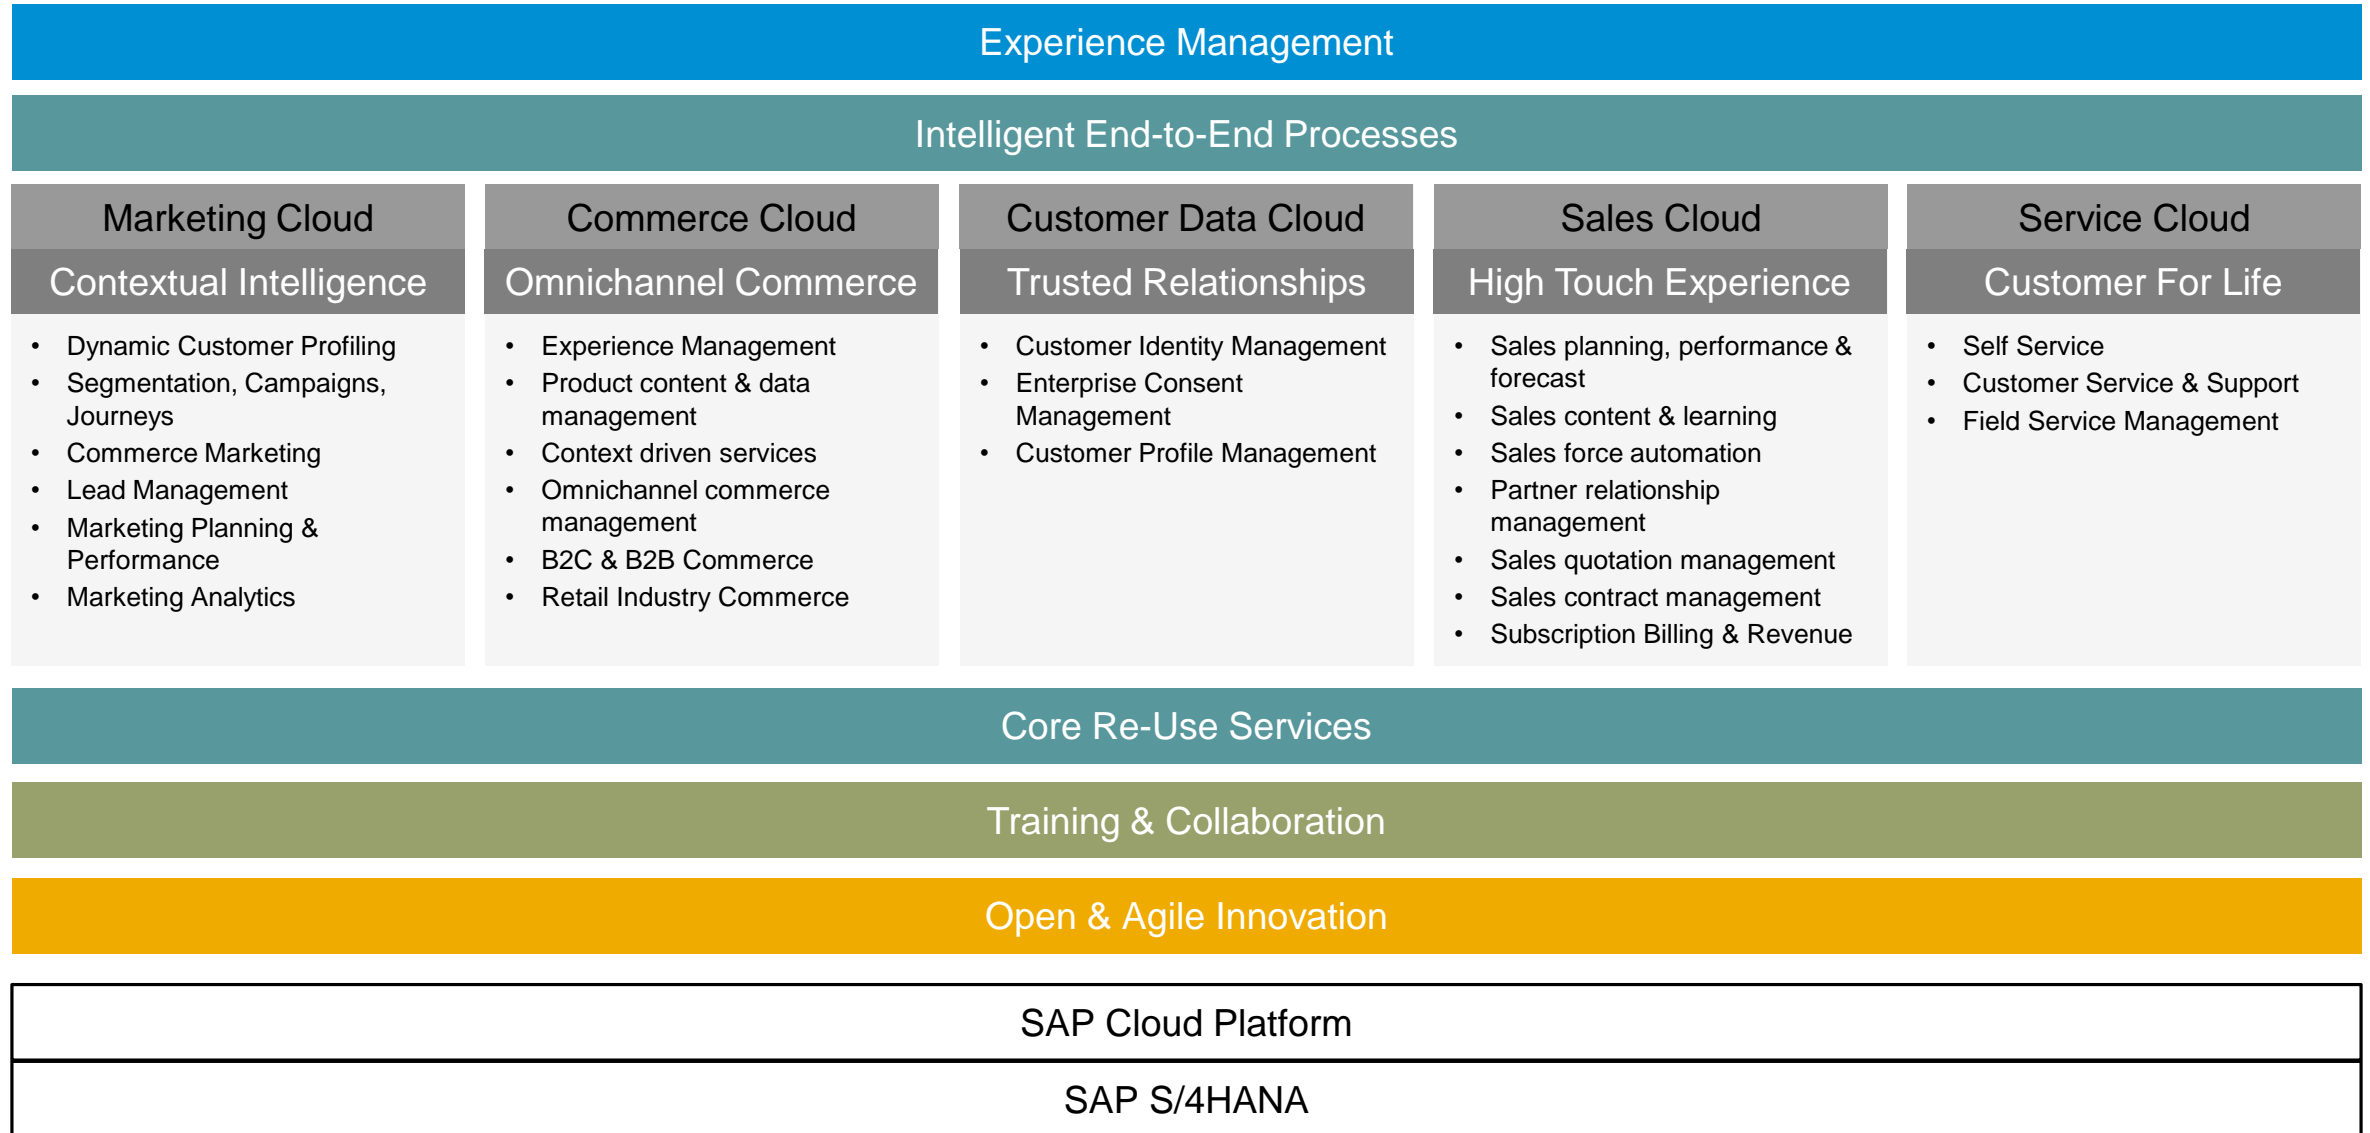 Experience Management
Intelligent End-to-End Processes
Marketing Cloud
Contextual Intelligence
• Dynamic Customer Profiling
• Segmentation, Campaigns,
Journeys
• Commerce Marketing
• Lead Management
• Marketing Planning &
Performance
• Marketing Analytics
Commerce Cloud
Omnichannel Commerce
• Experience Management
• Product content & data
management
• Context driven services
• Omnichannel commerce
management
• B2C & B2B Commerce
• Retail Industry Commerce
Customer Data Cloud
Trusted Relationships
• Customer Identity Management
• Enterprise Consent
Management
• Customer Profile Management
Sales Cloud
High Touch Experience
• Sales planning, performance &
forecast
• Sales content & learning
• Sales force automation
• Partner relationship
management
• Sales quotation management
• Sales contract management
• Subscription Billing & Revenue
Service Cloud
Customer For Life
• Self Service
• Customer Service & Support
• Field Service Management
Core Re-Use Services
Training & Collaboration
Open & Agile Innovation
SAP Cloud Platform
SAP S/4HANA